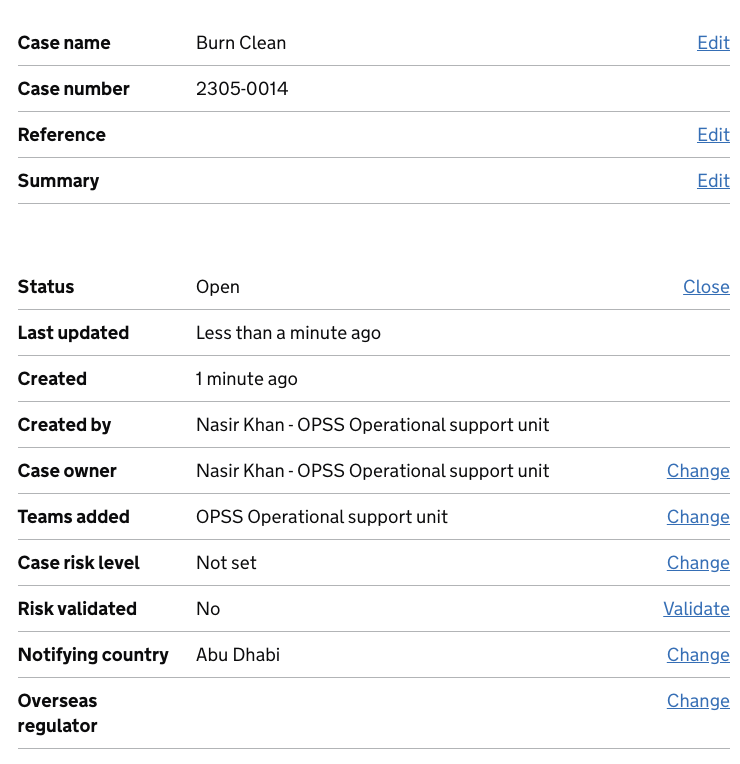 Case name Burn Clean Edit
Case number 2305-0014
Reference Edit
Summary Edit
Status Open Close
Last updated Less than a minute ago
Created 1 minute ago
Created by Nasir Khan - OPSS Operational support unit
Case owner Nasir Khan - OPSS Operational support unit Change
Teams added OPSS Operational support unit Change
Case risk level Not set Change
Risk validated No Validate
Notifying country Abu Dhabi Change
Overseas Change
regulator